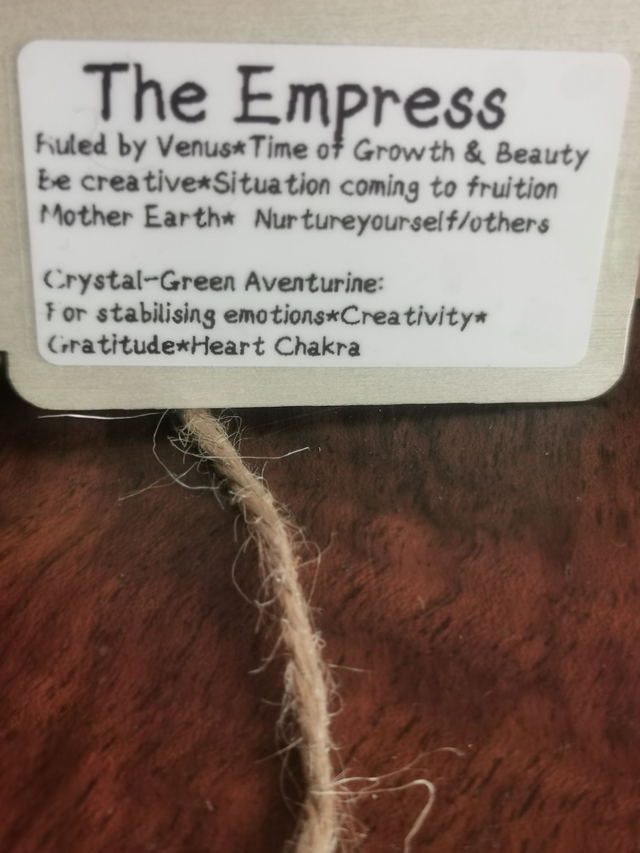 The Empress
Ruled by Venus*Time of Growth & Beauty
Be creative*Situation coming to fruition
Mother Earth* Nurtureyourself/others
Crystal-Green Aventurine:
For stabilising emotions*Creativity*
Gratitude*Heart Chakra